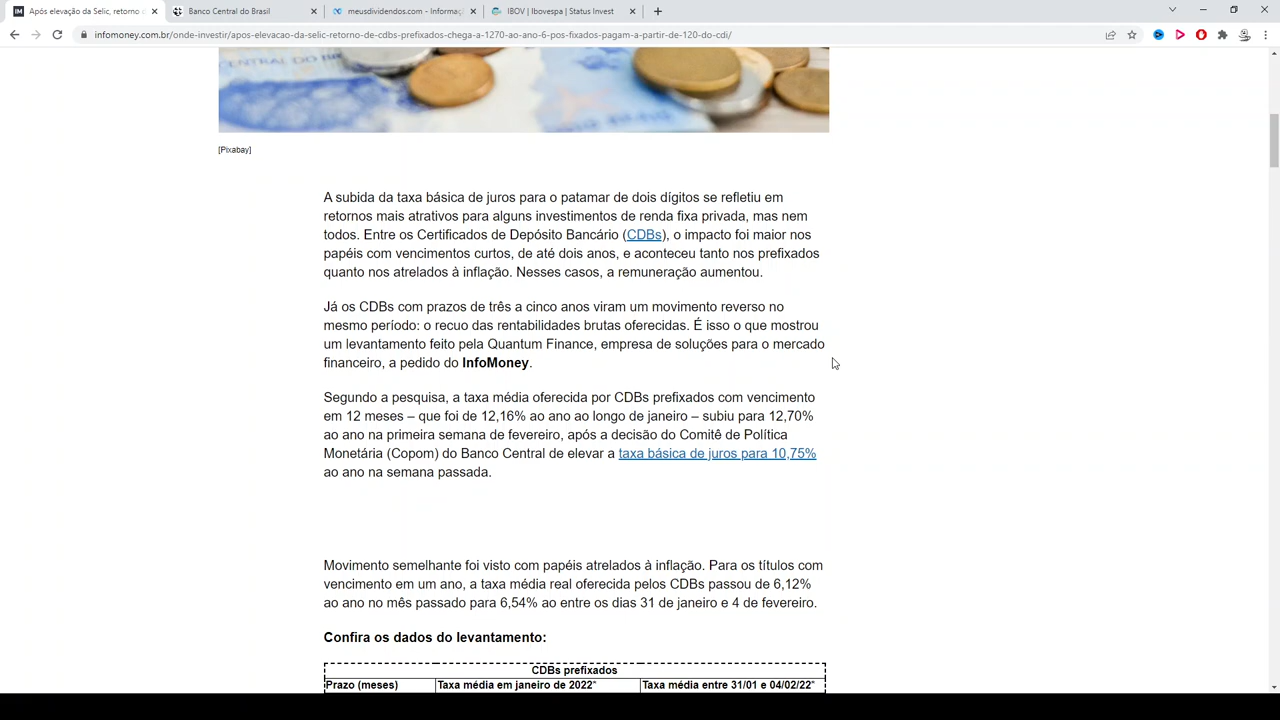 Após elevação da Selic, retorno d
Banco Central do Brasil
meusdividendos.com - Informaç
IBOV | Ibovespa | Status Invest
infomoney.com.br/onde-investir/apos-elevacao-da-selic-retorno-de-cdbs-prefixados-chega-a-1270-ao-ano-6-pos-fixados-pagam-a-partir-de-120-do-cdi/
[Pixabay]
A subida da taxa básica de juros para o patamar de dois dígitos se refletiu em
retornos mais atrativos para alguns investimentos de renda fixa privada, mas nem
todos. Entre os Certificados de Depósito Bancário (CDBs), o impacto foi maior nos
papéis com vencimentos curtos, de até dois anos, e aconteceu tanto nos prefixados
quanto nos atrelados à inflação. Nesses casos, a remuneração aumentou.
Já os CDBs com prazos de três a cinco anos viram um movimento reverso no
mesmo período: o recuo das rentabilidades brutas oferecidas. É isso o que mostrou
um levantamento feito pela Quantum Finance, empresa de soluções para o mercado
financeiro, a pedido do InfoMoney.
Segundo a pesquisa, a taxa média oferecida por CDBs prefixados com vencimento
em 12 meses – que foi de 12,16% ao ano ao longo de janeiro – subiu para 12,70%
ao ano na primeira semana de fevereiro, após a decisão do Comitê de Política
Monetária (Copom) do Banco Central de elevar a taxa básica de juros para 10,75%
ao ano na semana passada.
Movimento semelhante foi visto com papéis atrelados à inflação. Para os títulos com
vencimento em um ano, a taxa média real oferecida pelos CDBs passou de 6,12%
ao ano no mês passado para 6,54% ao entre os dias 31 de janeiro e 4 de fevereiro.
Confira os dados do levantamento:
CDBs prefixados
Prazo (meses) Taxa média em janeiro de 2022* Taxa média entre 31/01 e 04/02/22*